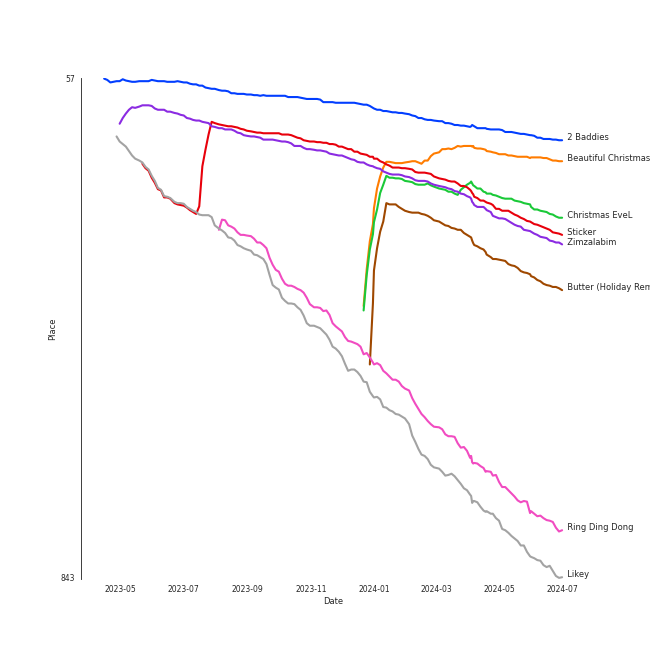 57
2 Baddies
Beautiful Christmas
Christmas EveL
Sticker
Zimzalabim
Butter (Holiday Rem
Place
Ring Ding Dong
Likey
843
2023-05 2023-07 2023-09 2023-11 2024-01 2024-03 2024-05 2024-07
Date